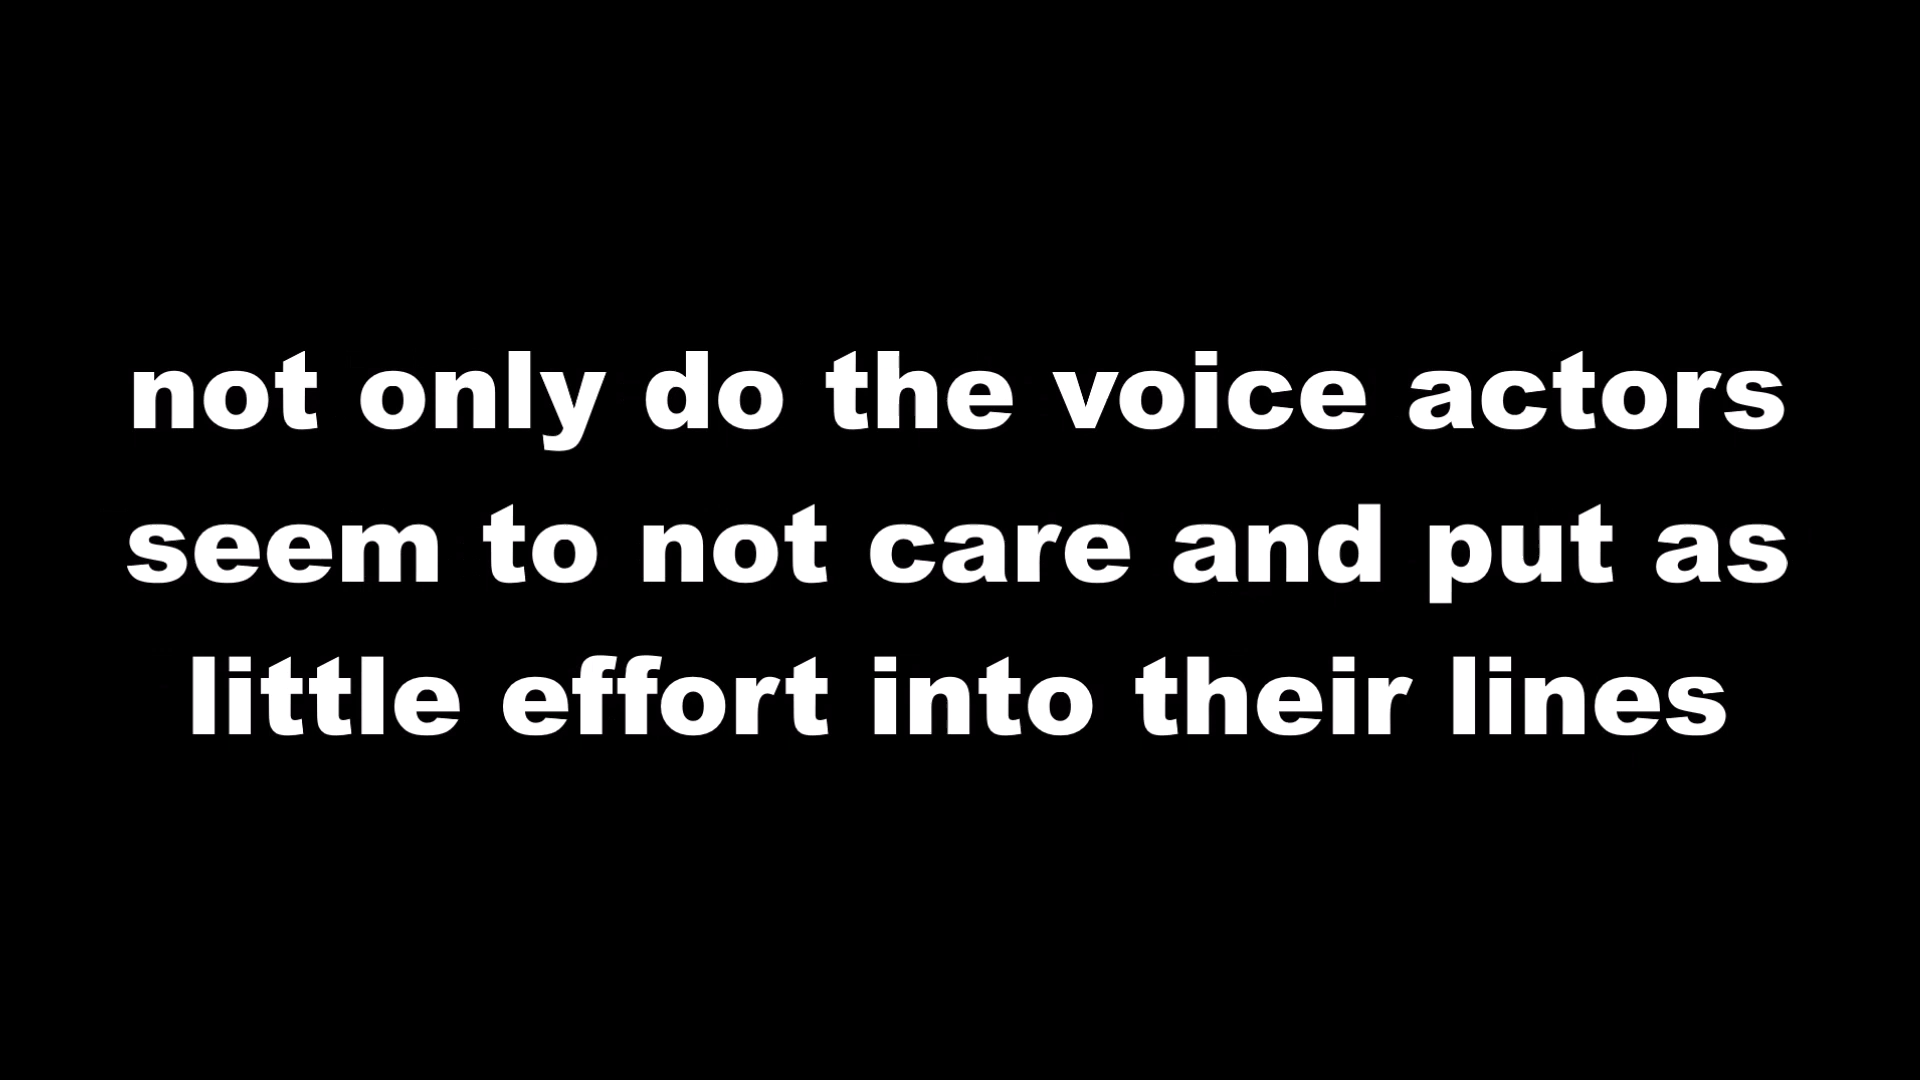 not only do the voice actors
seem to not care and put as
little effort into their lines